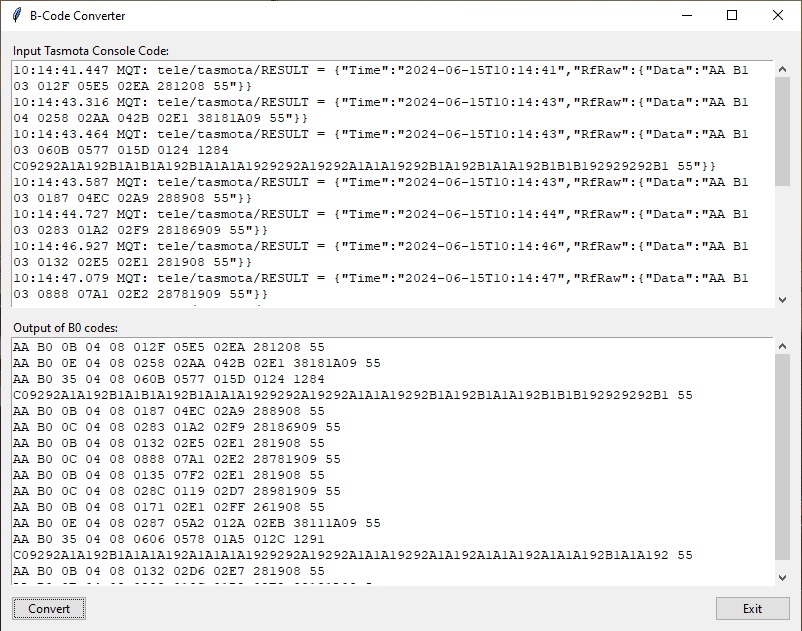 B-Code Converter
Input Tasmota Console Code:
10:14:41.447 MQT: tele/tasmota/RESULT = {"Time":"2024-06-15T10:14:41","RfRaw":{"Data":"AA B1
03 012F 05E5 02EA 281208 55"}}
10:14:43.316 MQT: tele/tasmota/RESULT = {"Time":"2024-06-15T10:14:43","RfRaw":{"Data":"AA B1
04 0258 02AA 042B 02E1 38181A09 55"}}
10:14:43.464 MQT: tele/tasmota/RESULT = {"Time":"2024-06-15T10:14:43","RfRaw":{"Data":"AA B1
03 060B 0577 015D 0124 1284
C09292A1A192B1A1B1A192B1A1A1A1929292A19292A1A1A19292B1A192B1A1A192B1B1B192929292B1 55"}}
10:14:43.587 MQT: tele/tasmota/RESULT = {"Time":"2024-06-15T10:14:43","RfRaw":{"Data":"AA B1
03 0187 04EC 02A9 288908 55"}}
10:14:44.727 MQT: tele/tasmota/RESULT = {"Time":"2024-06-15T10:14:44","RfRaw":{"Data":"AA B1
03 0283 01A2 02F9 28186909 55"}}
10:14:46.927 MQT: tele/tasmota/RESULT = {"Time":"2024-06-15T10:14:46","RfRaw":{"Data":"AA B1
03 0132 02E5 02E1 281908 55"}}
10:14:47.079 MQT: tele/tasmota/RESULT = {"Time":"2024-06-15T10:14:47","RfRaw":{"Data":"AA B1
03 0888 07A1 02E2 28781909 55"}}
Output of B0 codes:
AA B0 0B 04 08 012F 05E5 02EA 281208 55
AA B0 0E 04 08 0258 02AA 042B 02E1 38181A09 55
AA B0 35 04 08 060B 0577 015D 0124 1284
C09292A1A192B1A1B1A192B1A1A1A1929292A19292A1A1A19292B1A192B1A1A192B1B1B192929292B1 55
AA B0 0B 04 08 0187 04EC 02A9 288908 55
AA B0 0C 04 08 0283 01A2 02F9 28186909 55
AA B0 0B 04 08 0132 02E5 02E1 281908 55
AA B0 0C 04 08 0888 07A1 02E2 28781909 55
AA B0 0B 04 08 0135 07F2 02E1 281908 55
AA B0 0C 04 08 028C 0119 02D7 28981909 55
AA B0 0B 04 08 0171 02E1 02FF 261908 55
AA B0 0E 04 08 0287 05A2 012A 02EB 38111A09 55
AA B0 35 04 08 0606 0578 01A5 012C 1291
C09292A1A192B1A1A1A192A1A1A1A1929292A19292A1A1A19292A1A192A1A1A192A1A1A192B1A1A192 55
AA B0 0B 04 08 0132 02D6 02E7 281908 55
Convert
Exit